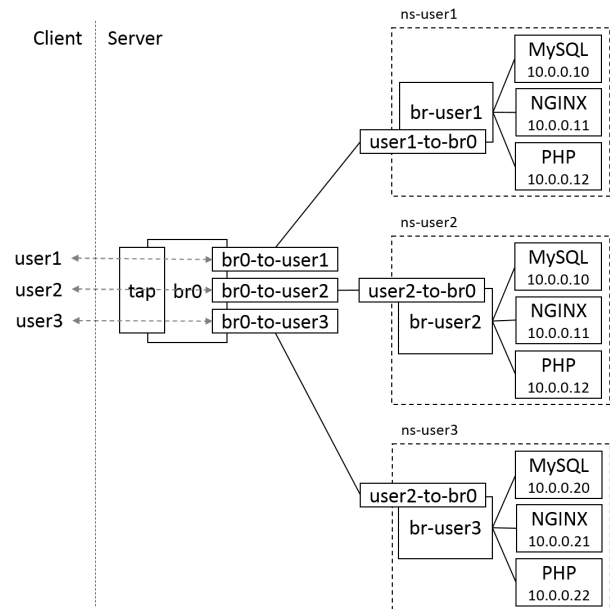 Client
Server
ns-user1
MySQL
10.0.0.10
br-user1
NGINX
10.0.0.11
user1-to-br0
PHP
10.0.0.12
user1
user2
user3
tap
br0
br0-to-user1
br0-to-user2
br0-to-user3
ns-user2
MySQL
10.0.0.10
user2-to-br0
NGINX
10.0.0.11
br-user2
PHP
10.0.0.12
ns-user3
MySQL
10.0.0.20
user2-to-br0
NGINX
10.0.0.21
br-user3
PHP
10.0.0.22